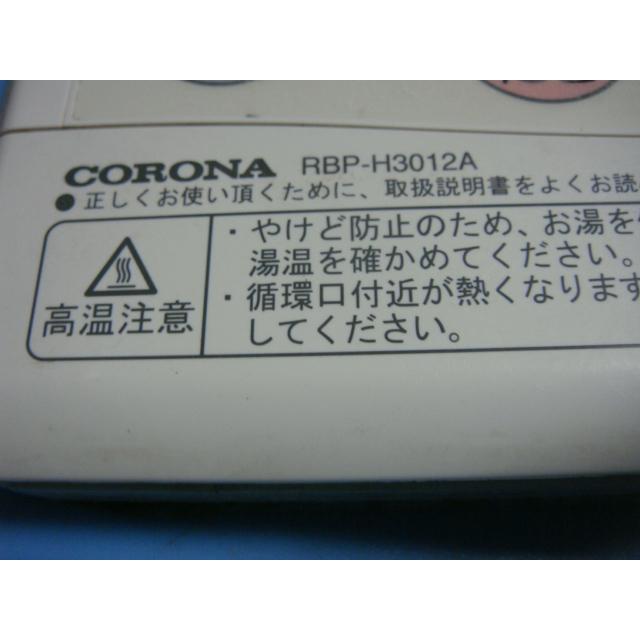 CORONA RBP-H3012A
● 正しくお使い頂くために、取扱説明書をよくお読
高温注意
・やけど防止のため、お湯を
湯温を確かめてください。
・循環口付近が熱くなります
してください。